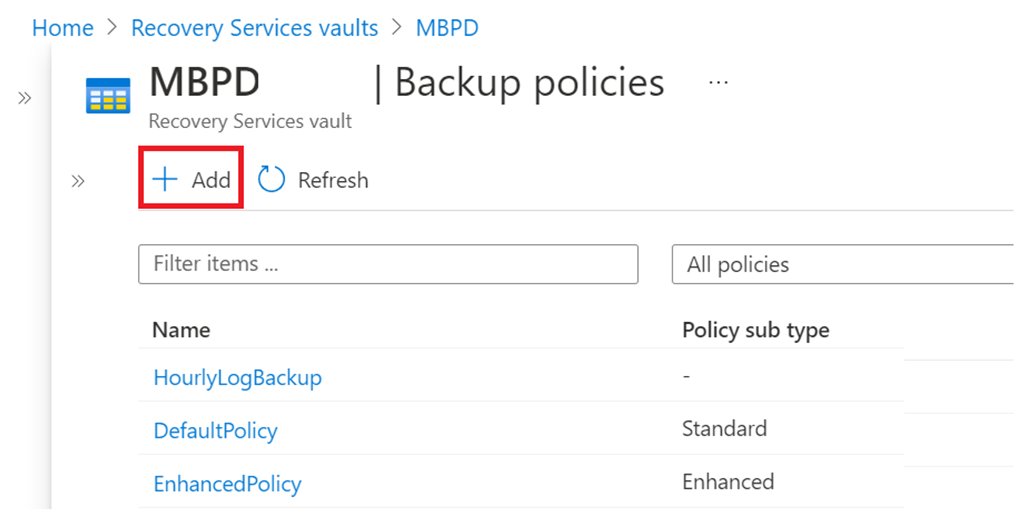 Home > Recovery Services vaults > MBPD
MBPD | Backup policies ...
Recovery Services vault
+ Add Refresh
Filter items ... All policies
Name Policy sub type
HourlyLogBackup -
DefaultPolicy Standard
EnhancedPolicy Enhanced